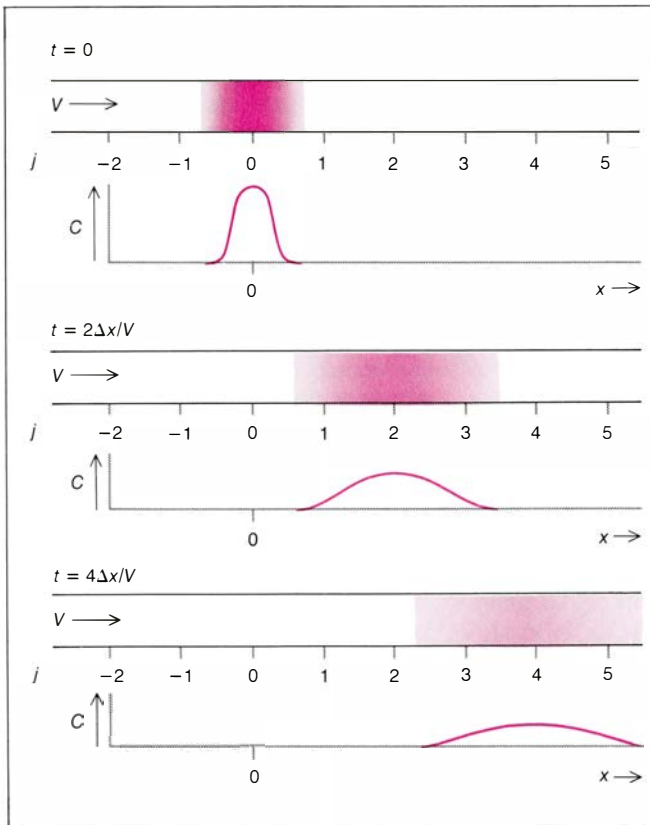 t = 0
V
j -2 -1 0 1 2 3 4 5
C
0 x
t = 2Δx/V
V
j -2 -1 0 1 2 3 4 5
C
0 x
t = 4Δx/V
V
j -2 -1 0 1 2 3 4 5
C
0 x